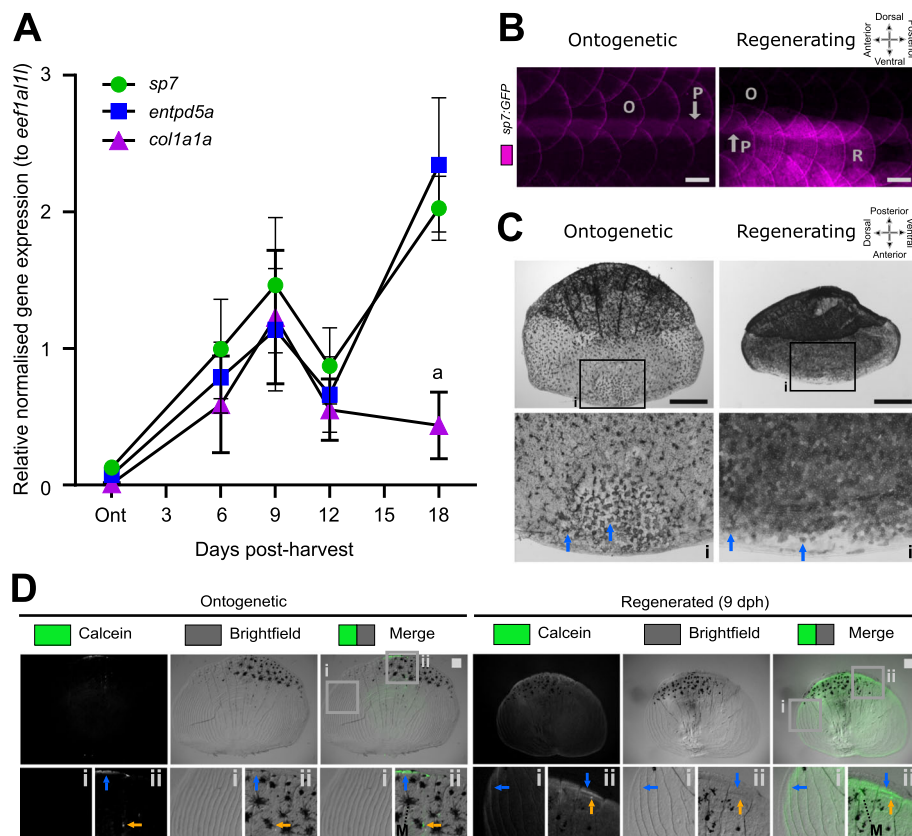 A
Relative normalised gene expression (to eef1al1l)
3
2
1
0
sp7
entpd5a
col1a1a
a
Ont 3 6 9 12 15 18
Days post-harvest
B
Ontogenetic Regenerating
Dorsal
Anterior Posterior
Ventral
sp7:GFP
O P
O P R
C
Ontogenetic Regenerating
Posterior
Dorsal Ventral
Anterior
i i
i i
D
Ontogenetic Regenerated (9 dph)
Calcein Brightfield Merge Calcein Brightfield Merge
i ii i ii
i ii i ii i ii i ii i ii i ii
M M